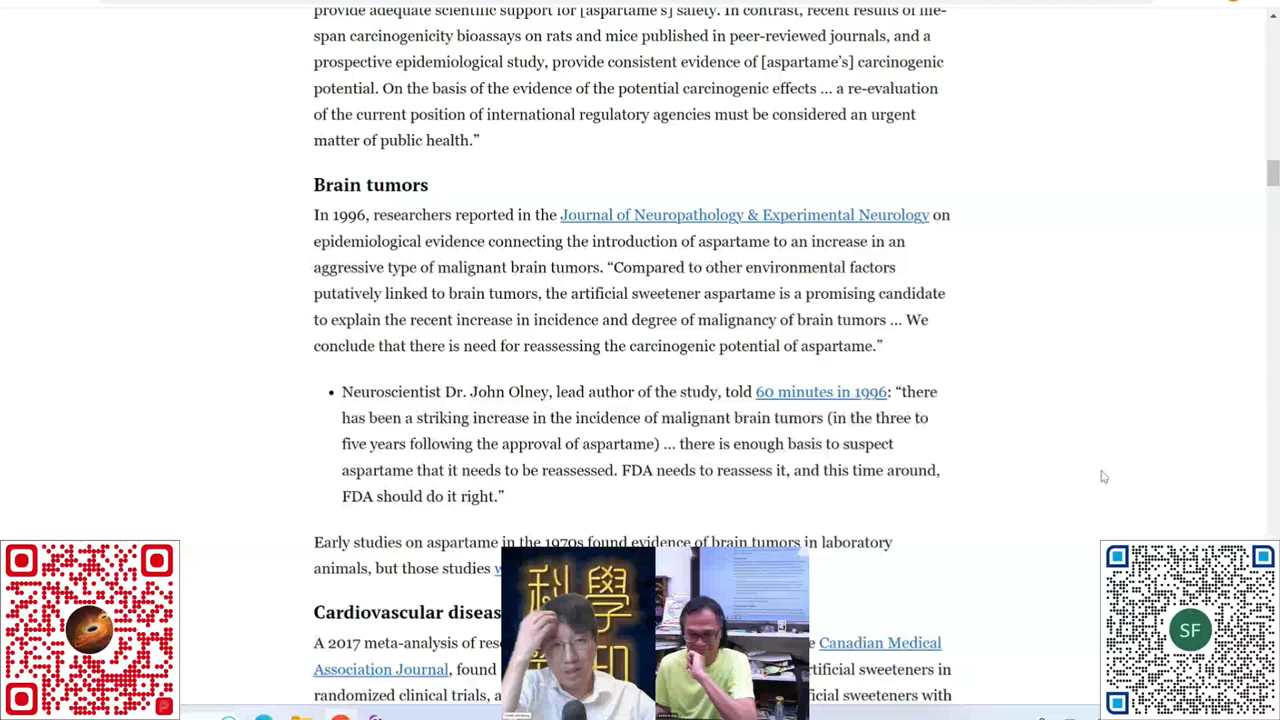 provide adequate scientific support for [aspartame's] safety. In contrast, recent results of life-
span carcinogenicity bioassays on rats and mice published in peer-reviewed journals, and a
prospective epidemiological study, provide consistent evidence of [aspartame’s] carcinogenic
potential. On the basis of the evidence of the potential carcinogenic effects … a re-evaluation
of the current position of international regulatory agencies must be considered an urgent
matter of public health.”
Brain tumors
In 1996, researchers reported in the Journal of Neuropathology & Experimental Neurology on
epidemiological evidence connecting the introduction of aspartame to an increase in an
aggressive type of malignant brain tumors. “Compared to other environmental factors
putatively linked to brain tumors, the artificial sweetener aspartame is a promising candidate
to explain the recent increase in incidence and degree of malignancy of brain tumors … We
conclude that there is need for reassessing the carcinogenic potential of aspartame.”
• Neuroscientist Dr. John Olney, lead author of the study, told 60 minutes in 1996: “there
has been a striking increase in the incidence of malignant brain tumors (in the three to
five years following the approval of aspartame) … there is enough basis to suspect
aspartame that it needs to be reassessed. FDA needs to reassess it, and this time around,
FDA should do it right.”
Early studies on aspartame in the 1970s found evidence of brain tumors in laboratory
animals, but those studies
Cardiovascular
A 2017 meta-analysis of Canadian Medical
Association Journal, found sweeteners in
randomized clinical trials, with
學
SF